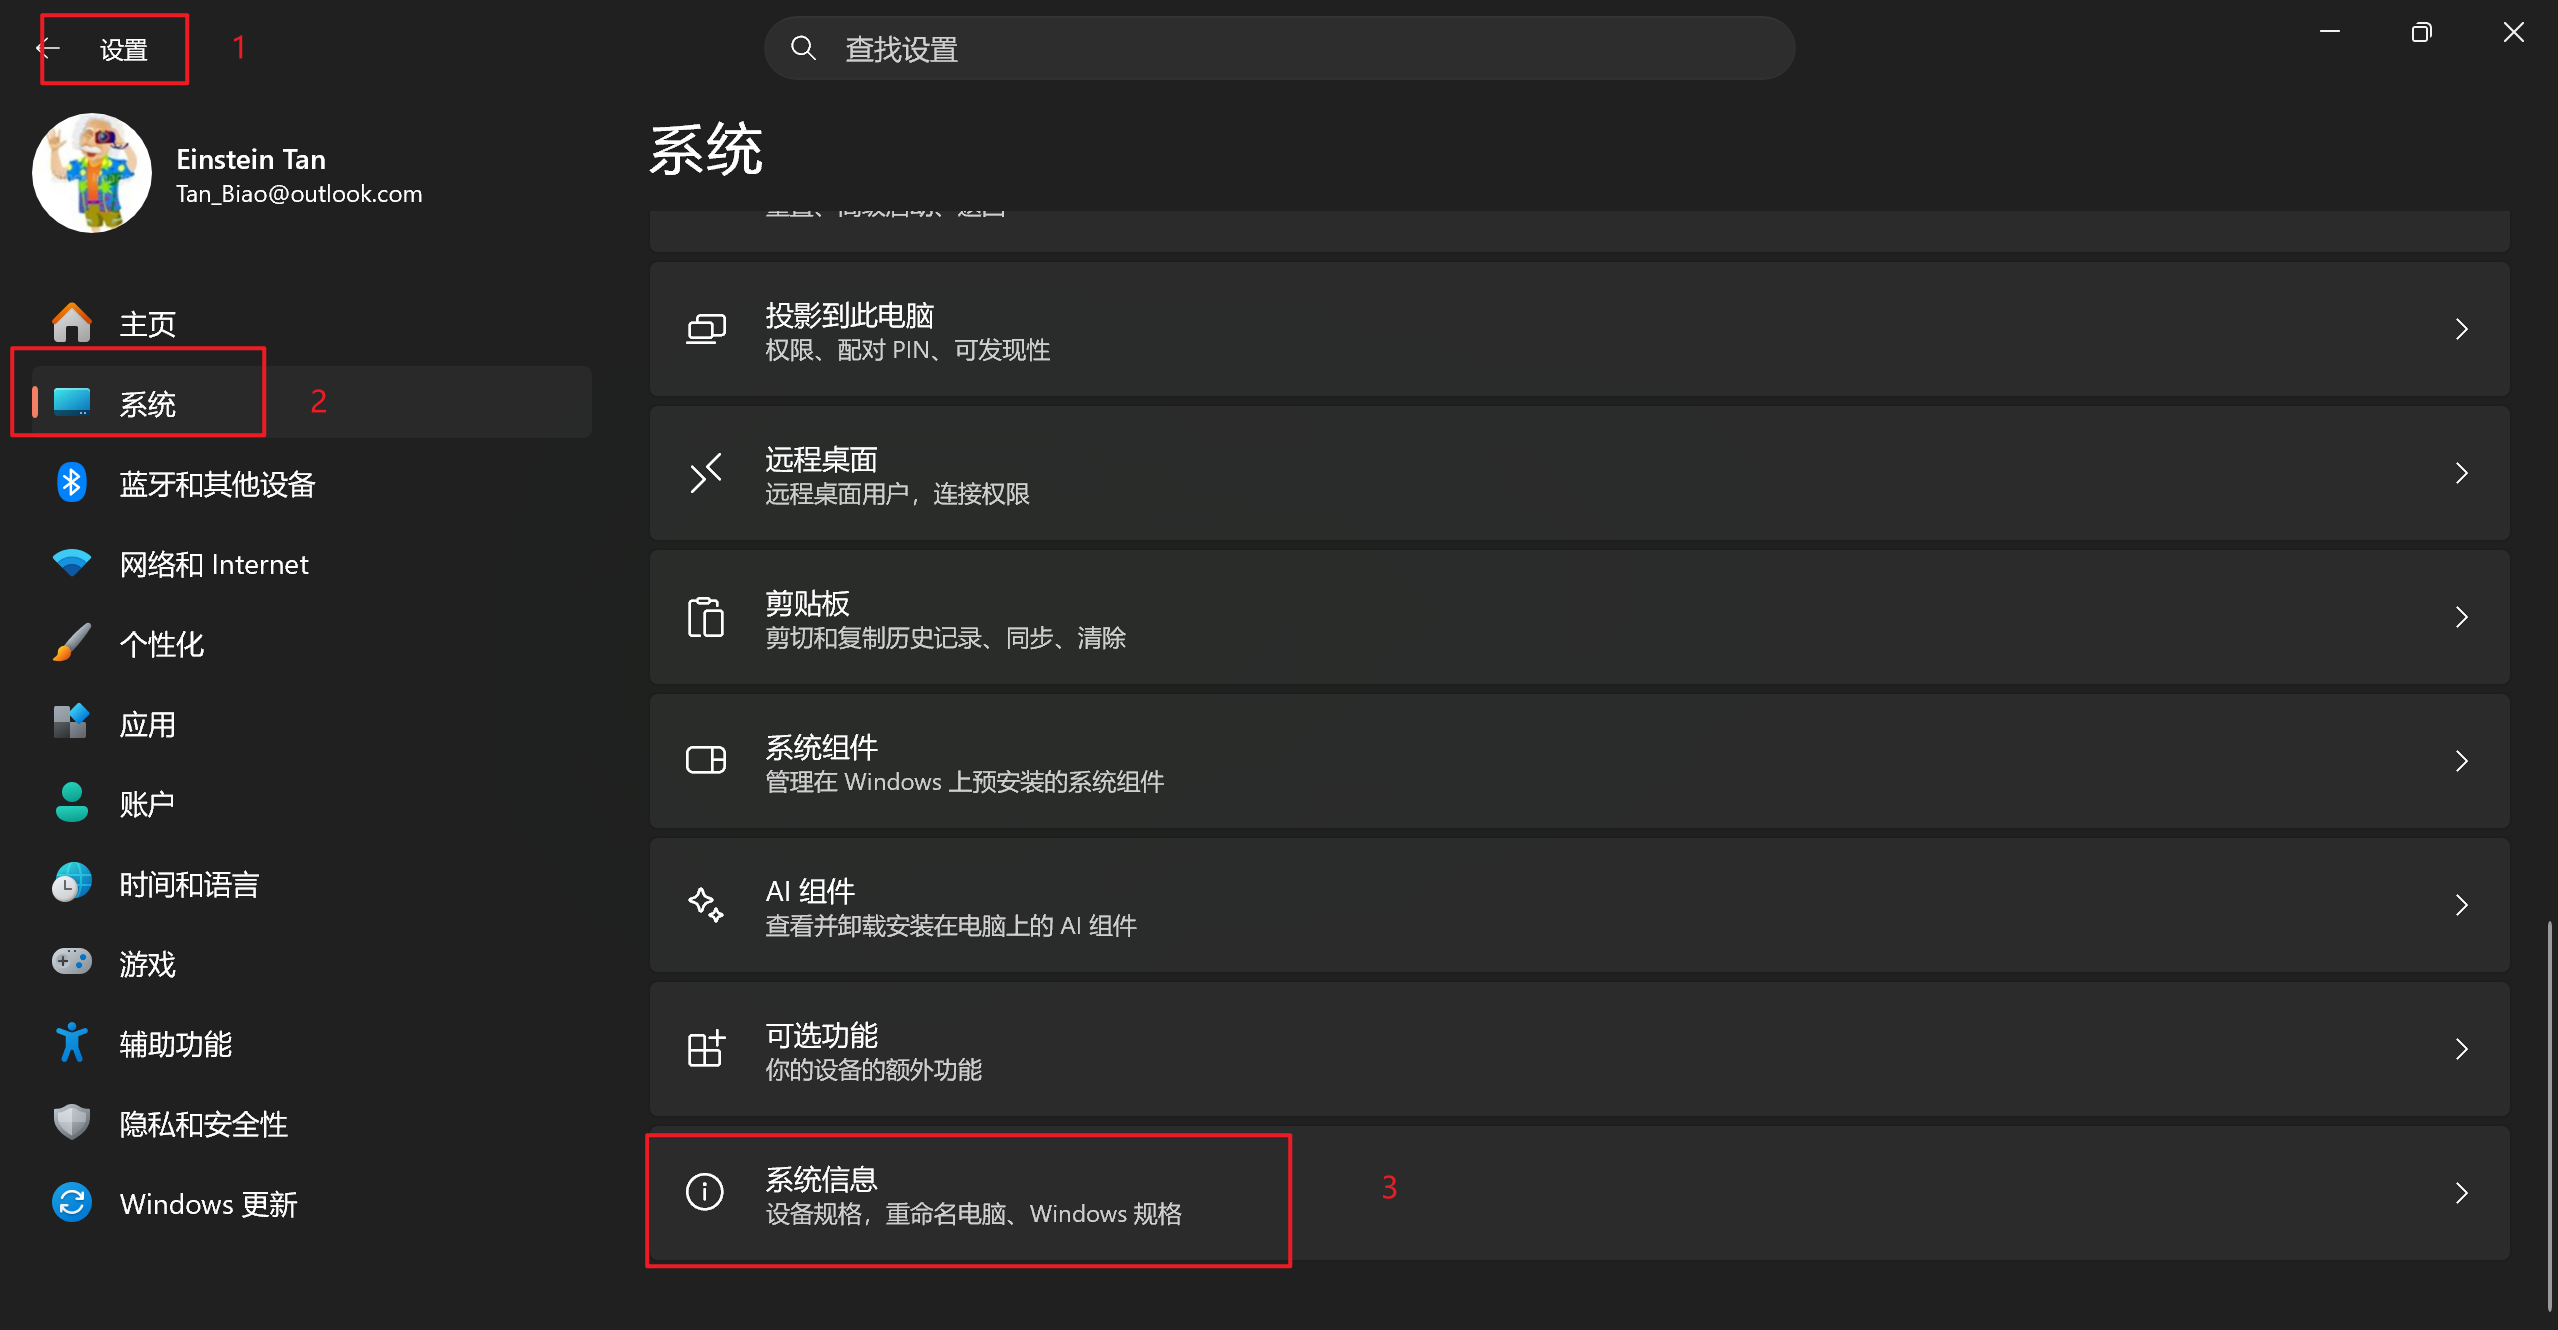 设置
1
查找设置
Einstein Tan
Tan_Biao@outlook.com
主页
系统
2
蓝牙和其他设备
网络和 Internet
个性化
应用
账户
时间和语言
游戏
辅助功能
隐私和安全性
Windows 更新
系统
重置、高级启动、返回
投影到此电脑
权限、配对 PIN、可发现性
远程桌面
远程桌面用户，连接权限
剪贴板
剪切和复制历史记录、同步、清除
系统组件
管理在 Windows 上预安装的系统组件
AI 组件
查看并卸载安装在电脑上的 AI 组件
可选功能
你的设备的额外功能
系统信息
设备规格，重命名电脑、Windows 规格
3